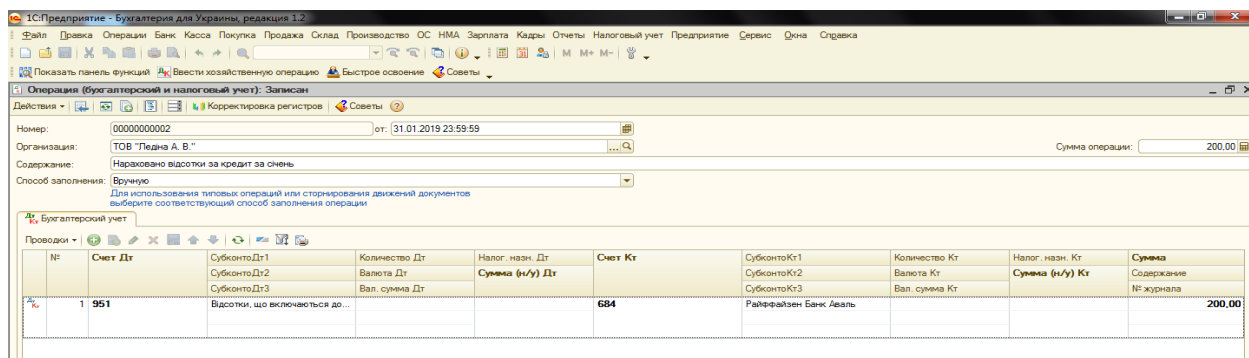 1С:Предприятие - Бухгалтерия для Украины, редакция 1.2
Файл Правка Операции Банк Касса Покупка Продажа Склад Производство ОС НМА Зарплата Кадры Отчеты Налоговый учет Предприятие Сервис Окна Справка
M M+ M-
Показать панель функций Ввести хозяйственную операцию Быстрое освоение Советы
Операция (бухгалтерский и налоговый учет): Записан
Действия Корректировка регистров Советы
Номер: 00000000002 от: 31.01.2019 23:59:59
Организация: ТОВ "Ледна А. В." Сумма операции: 200,00
Содержание: Нараховано відсотки за кредит за січень
Способ заполнения: Вручную
Для использования типовых операций или сторнирования движений документов
выберите соответствующий способ заполнения операции
Дт Кт Бухгалтерский учет
Проводки
№ Счет Дт СубконтоДт1 Количество Дт Налог. назн. Дт Счет Кт СубконтоКт1 Количество Кт Налог. назн. Кт Сумма
СубконтоДт2 Валюта Дт Сумма (н/у) Дт СубконтоКт2 Валюта Кт Сумма (н/у) Кт Содержание
СубконтоДт3 Вал. сумма Дт СубконтоКт3 Вал. сумма Кт № журнала
Дт Кт 1 951 Відсотки, що включаються до... 684 Райффайзен Банк Аваль 200,00